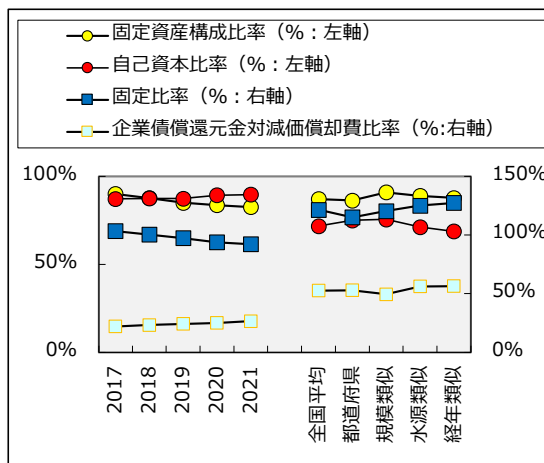 固定資産構成比率（%：左軸）
自己資本比率（%：左軸）
固定比率（%：右軸）
企業債償還元金対減価償却費比率（%:右軸）
100%
50%
0%
150%
100%
50%
0%
2017
2018
2019
2020
2021
全国平均
都道府県
規模類似
水源類似
経年類似